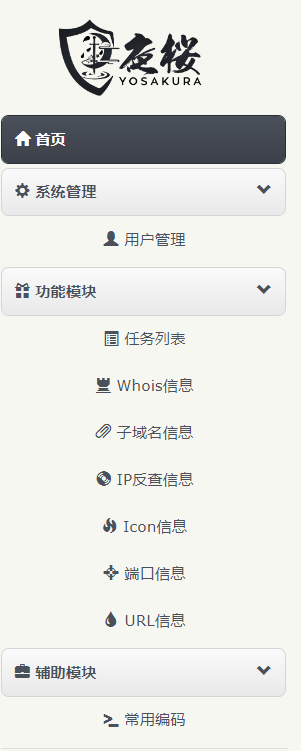 夜桜
YOSAKURA
首页
系统管理
用户管理
功能模块
任务列表
Whois信息
子域名信息
IP反查信息
Icon信息
端口信息
URL信息
辅助模块
常用编码